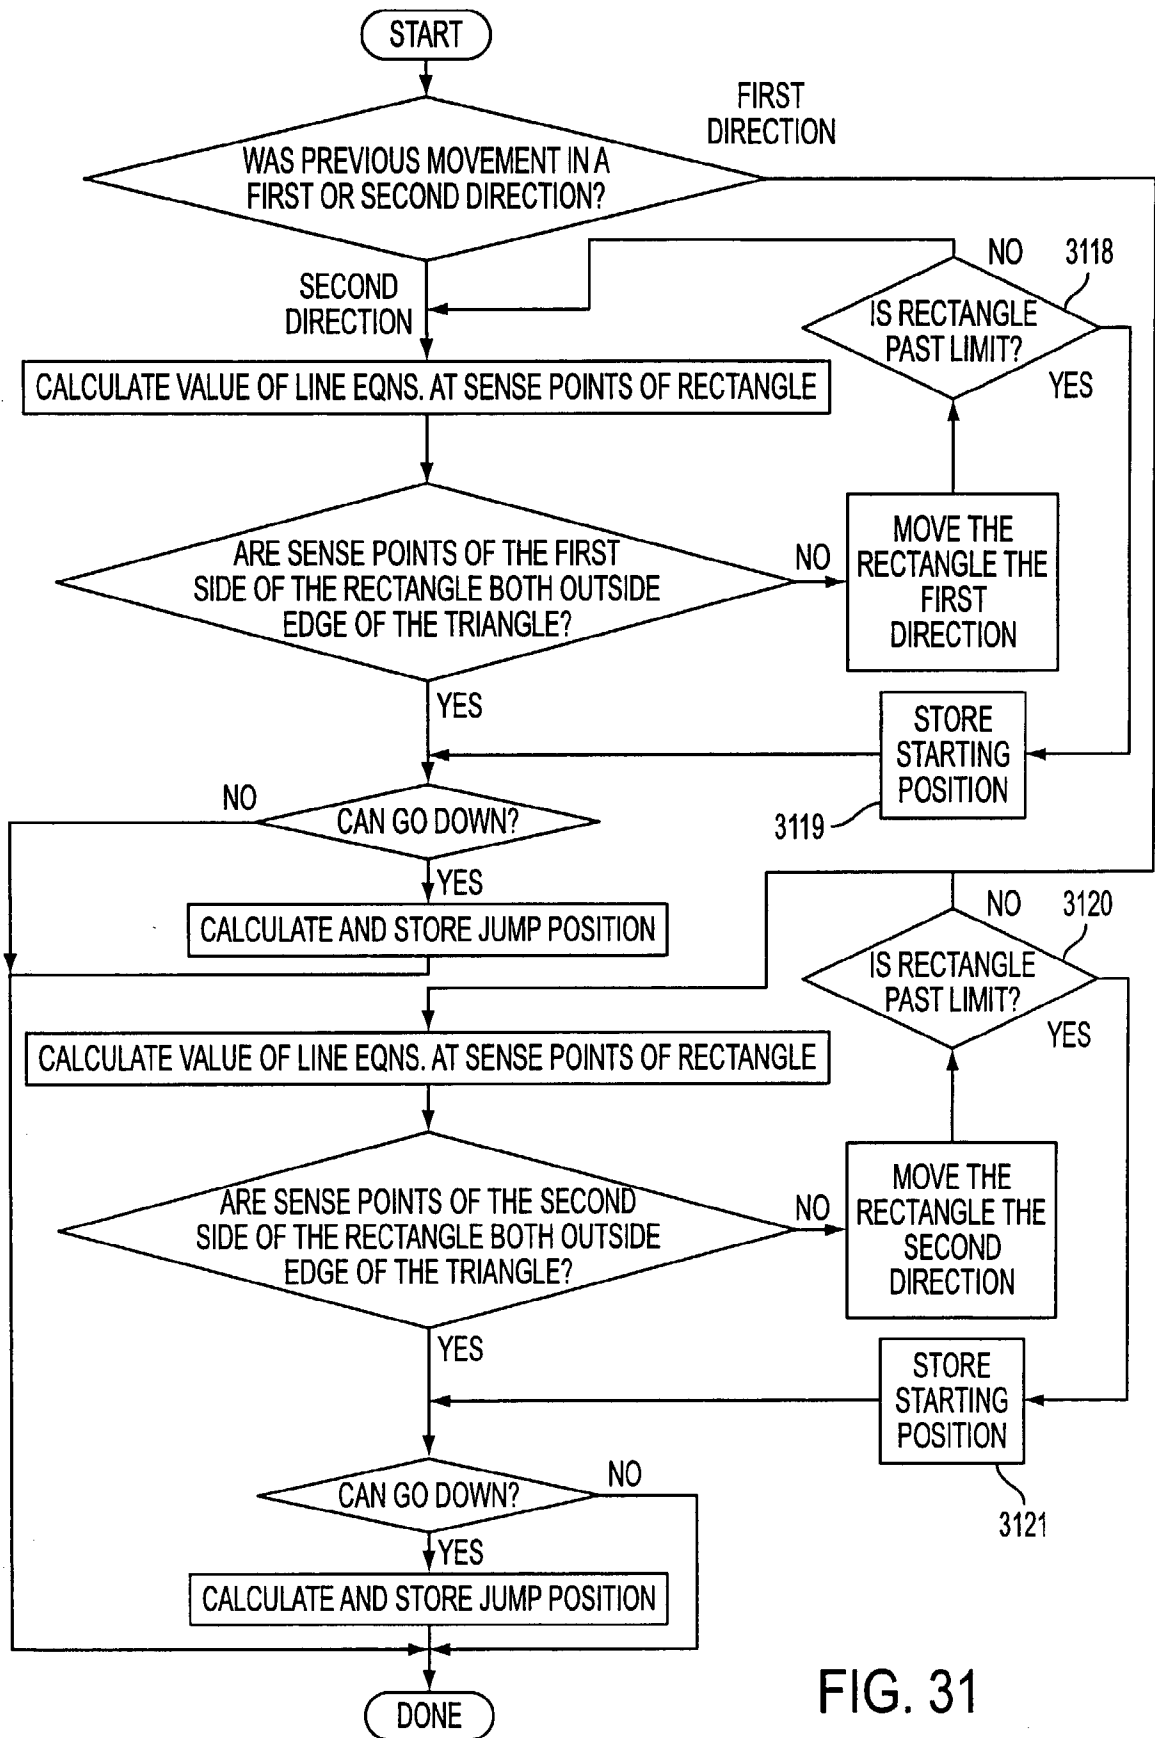 START
FIRST
DIRECTION
WAS PREVIOUS MOVEMENT IN A
FIRST OR SECOND DIRECTION?
NO
3118
SECOND
DIRECTION
IS RECTANGLE
PAST LIMIT?
YES
CALCULATE VALUE OF LINE EQNS. AT SENSE POINTS OF RECTANGLE
ARE SENSE POINTS OF THE FIRST
SIDE OF THE RECTANGLE BOTH OUTSIDE
EDGE OF THE TRIANGLE?
NO
MOVE THE
RECTANGLE THE
FIRST
DIRECTION
YES
STORE
STARTING
POSITION
3119
NO
CAN GO DOWN?
YES
CALCULATE AND STORE JUMP POSITION
NO
3120
IS RECTANGLE
PAST LIMIT?
YES
CALCULATE VALUE OF LINE EQNS. AT SENSE POINTS OF RECTANGLE
ARE SENSE POINTS OF THE SECOND
SIDE OF THE RECTANGLE BOTH OUTSIDE
EDGE OF THE TRIANGLE?
NO
MOVE THE
RECTANGLE THE
SECOND
DIRECTION
YES
STORE
STARTING
POSITION
3121
CAN GO DOWN?
NO
YES
CALCULATE AND STORE JUMP POSITION
DONE
FIG. 31